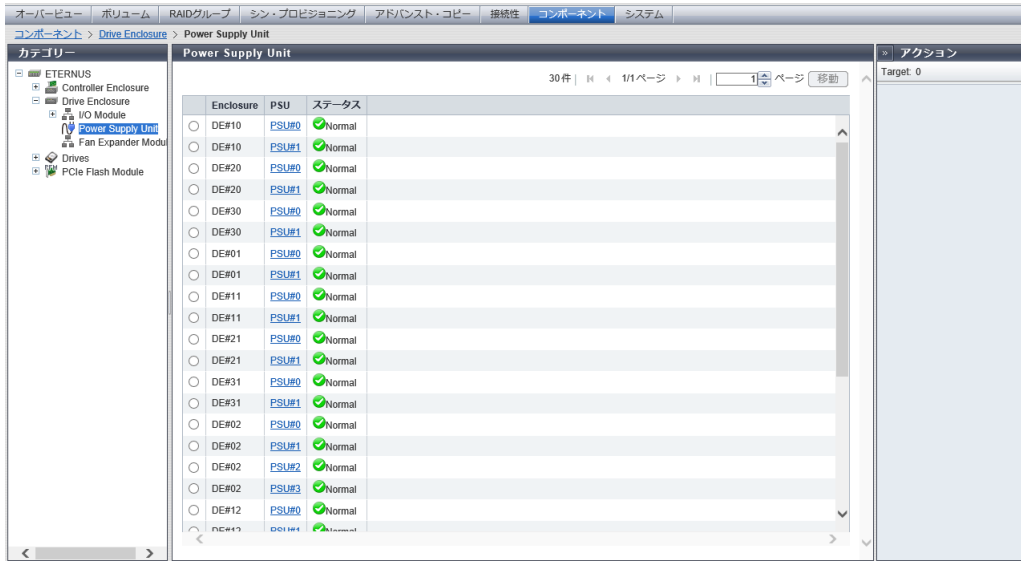 オーバービュー ボリューム RAIDグループ シン・プロビジョニング アドバンスト・コピー 接続性 コンポーネント システム
コンポーネント > Drive Enclosure > Power Supply Unit
カテゴリー
ETERNUS
Controller Enclosure
Drive Enclosure
I/O Module
Power Supply Unit
Fan Expander Modu
Drives
PCIe Flash Module
Power Supply Unit
30件 | 1/1ページ | 1 ページ 移動
Enclosure PSU ステータス
DE#10 PSU#0 Normal
DE#10 PSU#1 Normal
DE#20 PSU#0 Normal
DE#20 PSU#1 Normal
DE#30 PSU#0 Normal
DE#30 PSU#1 Normal
DE#01 PSU#0 Normal
DE#01 PSU#1 Normal
DE#11 PSU#0 Normal
DE#11 PSU#1 Normal
DE#21 PSU#0 Normal
DE#21 PSU#1 Normal
DE#31 PSU#0 Normal
DE#31 PSU#1 Normal
DE#02 PSU#0 Normal
DE#02 PSU#1 Normal
DE#02 PSU#2 Normal
DE#02 PSU#3 Normal
DE#12 PSU#0 Normal
DE#12 PSU#1 Normal
» アクション
Target: 0